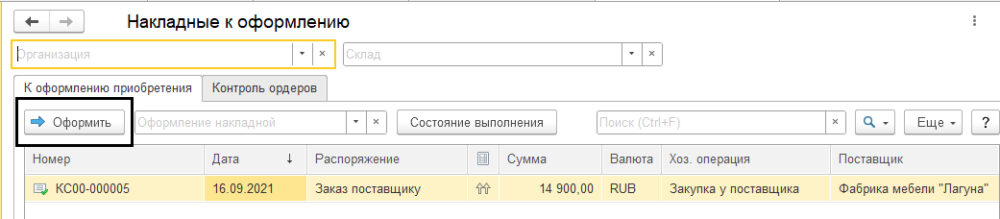 Накладные к оформлению
Организация Склад
К оформлению приобретения Контроль ордеров
Оформить Оформление накладной Состояние выполнения Поиск (Ctrl+F) Еще ?
Номер Дата Распоряжение Сумма Валюта Хоз. операция Поставщик
КС00-000005 16.09.2021 Заказ поставщику 14 900,00 RUB Закупка у поставщика Фабрика мебели "Лагуна"